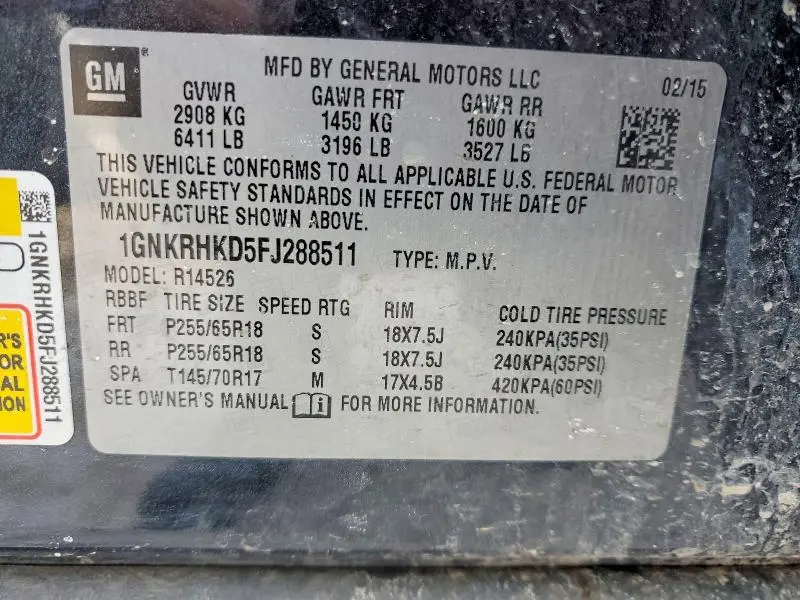 GM
MFD BY GENERAL MOTORS LLC
02/15
GVWR GAWR FRT GAWR RR
2908 KG 1450 KG 1600 KG
6411 LB 3196 LB 3527 LB
THIS VEHICLE CONFORMS TO ALL APPLICABLE U.S. FEDERAL MOTOR
VEHICLE SAFETY STANDARDS IN EFFECT ON THE DATE OF
MANUFACTURE SHOWN ABOVE.
1GNKRHKD5FJ288511 TYPE: M.P.V.
MODEL: R14526
RBBF TIRE SIZE SPEED RTG RIM COLD TIRE PRESSURE
FRT P255/65R18 S 18X7.5J 240KPA(35PSI)
RR P255/65R18 S 18X7.5J 240KPA(35PSI)
SPA T145/70R17 M 17X4.5B 420KPA(60PSI)
SEE OWNER'S MANUAL FOR MORE INFORMATION.
1GNKRHKD5FJ288511
R'S
OR
AL
ION